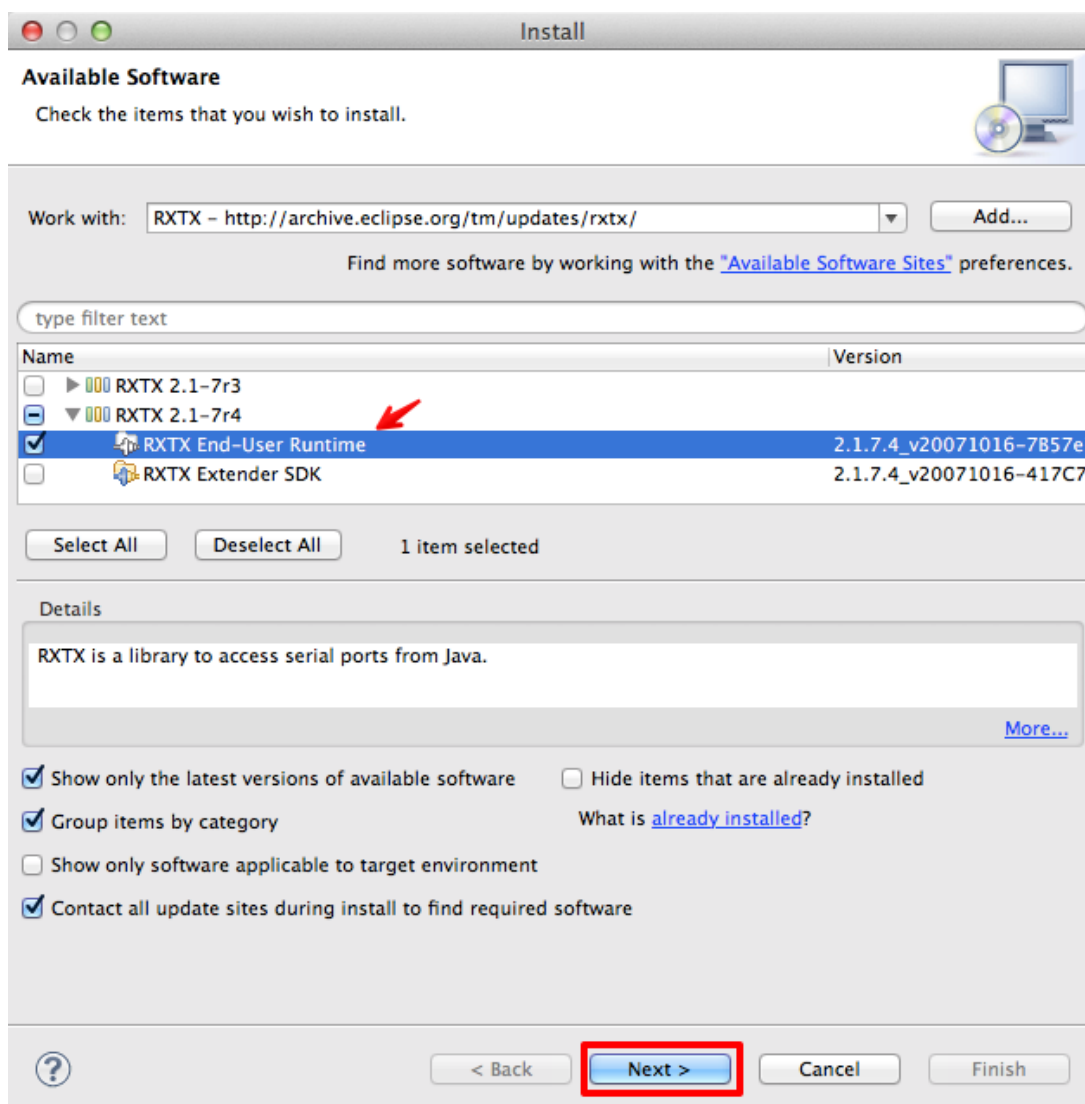 Install
Available Software
Check the items that you wish to install.
Work with: RXTX – http://archive.eclipse.org/tm/updates/rxtx/ Add...
Find more software by working with the "Available Software Sites" preferences.
type filter text
Name Version
RXTX 2.1-7r3
RXTX 2.1-7r4
RXTX End-User Runtime 2.1.7.4_v20071016-7B57e
RXTX Extender SDK 2.1.7.4_v20071016-417C7
Select All Deselect All 1 item selected
Details
RXTX is a library to access serial ports from Java.
More...
Show only the latest versions of available software Hide items that are already installed
Group items by category What is already installed?
Show only software applicable to target environment
Contact all update sites during install to find required software
? < Back Next > Cancel Finish